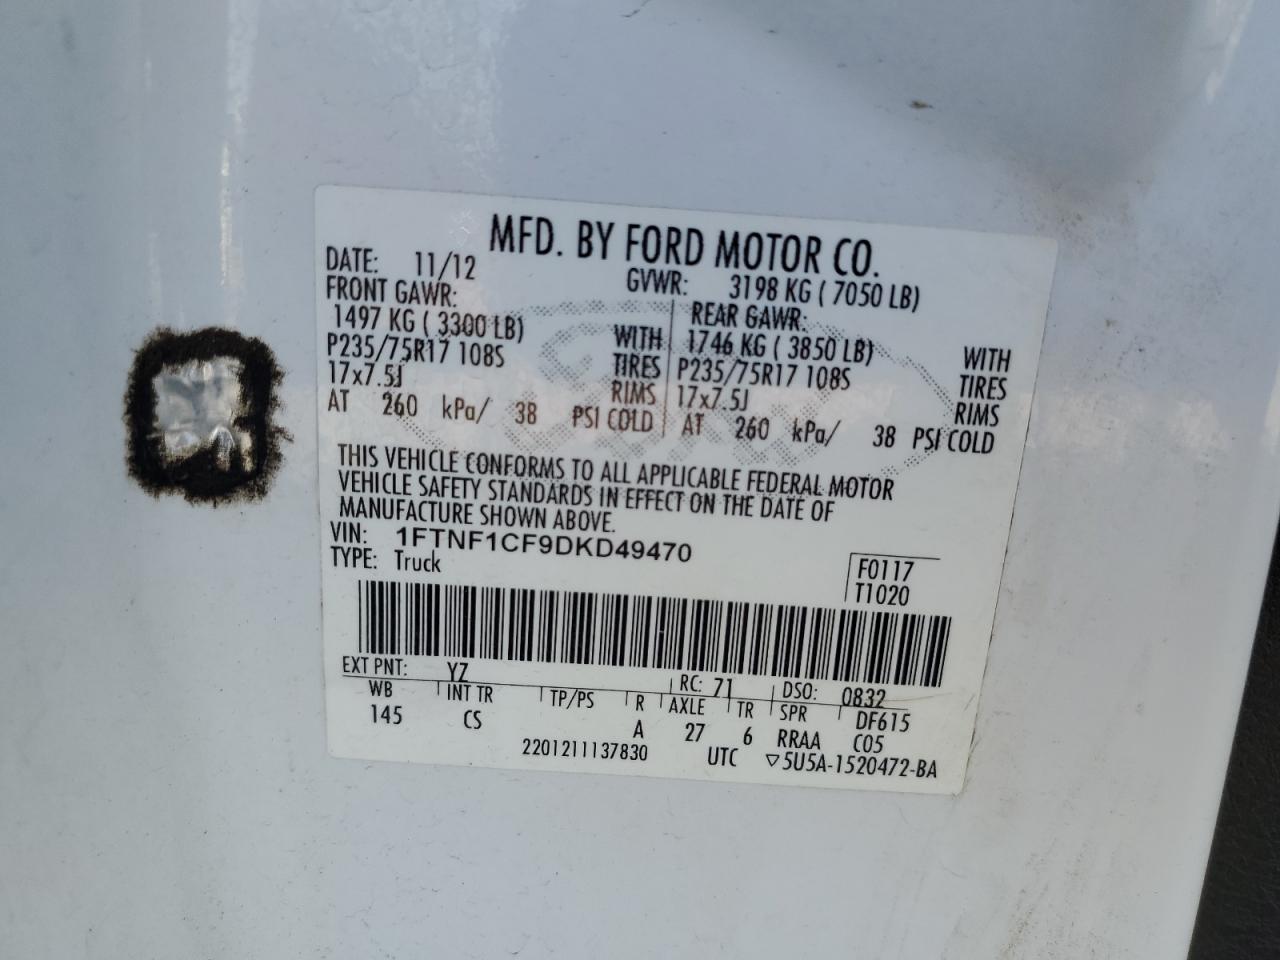 MFD. BY FORD MOTOR CO.
DATE: 11/12 GVWR: 3198 KG ( 7050 LB)
FRONT GAWR: REAR GAWR:
1497 KG ( 3300 LB) WITH 1746 KG ( 3850 LB) WITH
P235/75R17 108S TIRES P235/75R17 108S TIRES
17x7.5J RIMS 17x7.5J RIMS
AT 260 kPa/ 38 PSI COLD AT 260 kPa/ 38 PSI COLD
THIS VEHICLE CONFORMS TO ALL APPLICABLE FEDERAL MOTOR
VEHICLE SAFETY STANDARDS IN EFFECT ON THE DATE OF
MANUFACTURE SHOWN ABOVE.
VIN: 1FTNF1CF9DKD49470
TYPE: Truck F0117
T1020
EXT PNT: YZ RC: 71 DSO: 0832
WB INT TR TP/PS R AXLE TR SPR DF615
145 CS A 27 6 RRAA C05
2201211137830 UTC ▽5U5A-1520472-BA